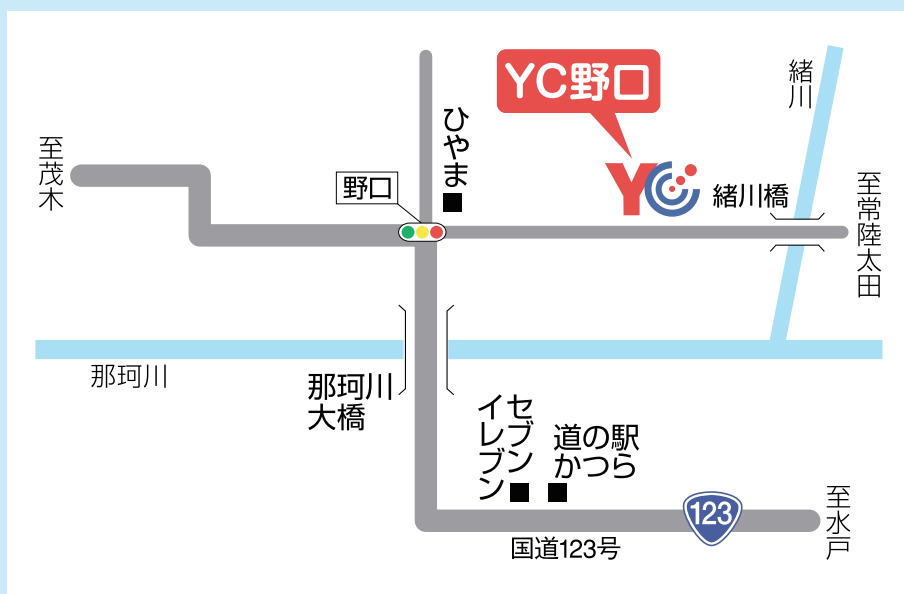 YC野口
緒川
ひやま
至茂木
野口
YC
緒川橋
至常陸太田
那珂川
那珂川
大橋
セブン
イレブン
道の駅
かつら
123
至水戸
国道123号